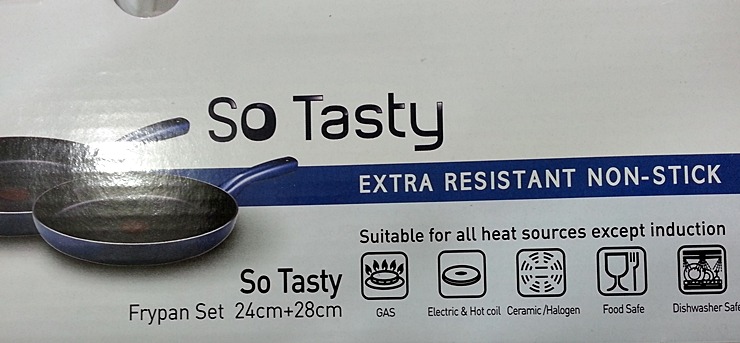 So Tasty
EXTRA RESISTANT NON-STICK
Suitable for all heat sources except induction
So Tasty
Frypan Set 24cm+28cm
GAS
Electric & Hot coil
Ceramic/Halogen
Food Safe
Dishwasher Safe